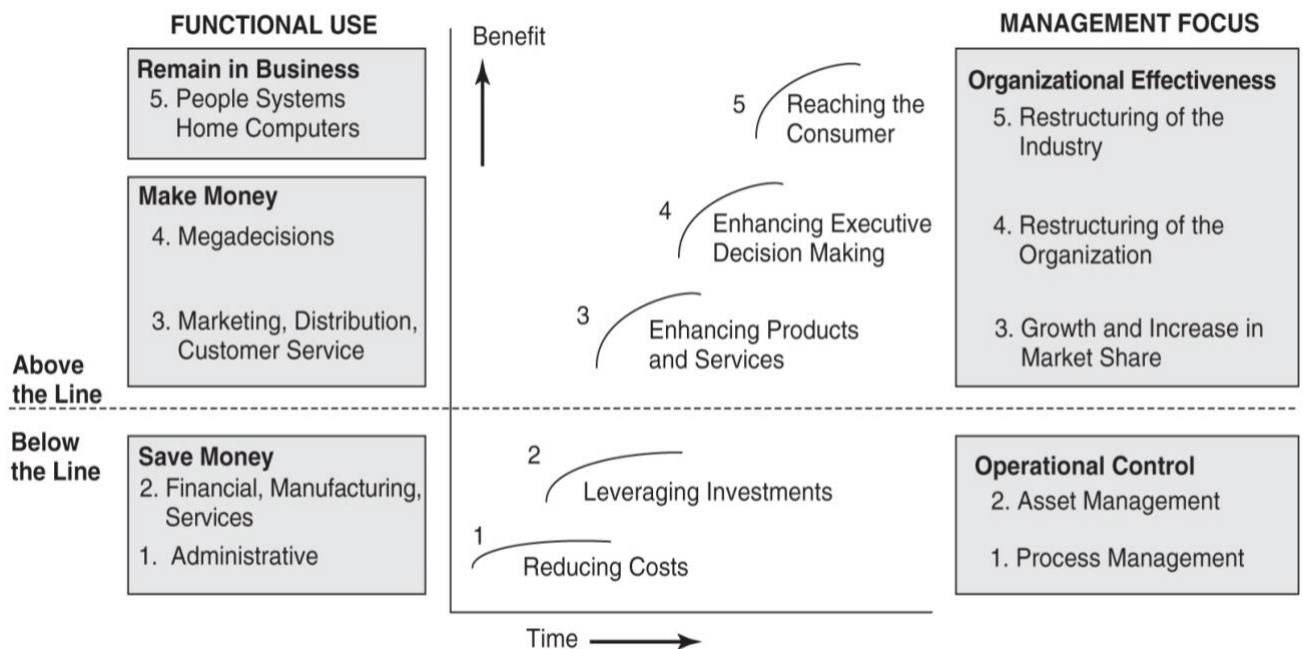 FUNCTIONAL USE
Remain in Business
5. People Systems
Home Computers
Make Money
4. Megadecisions
3. Marketing, Distribution,
Customer Service
Above
the Line
Below
the Line
Save Money
2. Financial, Manufacturing,
Services
1. Administrative
Benefit
5 Reaching the
Consumer
4 Enhancing Executive
Decision Making
3 Enhancing Products
and Services
2 Leveraging Investments
1 Reducing Costs
Time
MANAGEMENT FOCUS
Organizational Effectiveness
5. Restructuring of the
Industry
4. Restructuring of the
Organization
3. Growth and Increase in
Market Share
Operational Control
2. Asset Management
1. Process Management